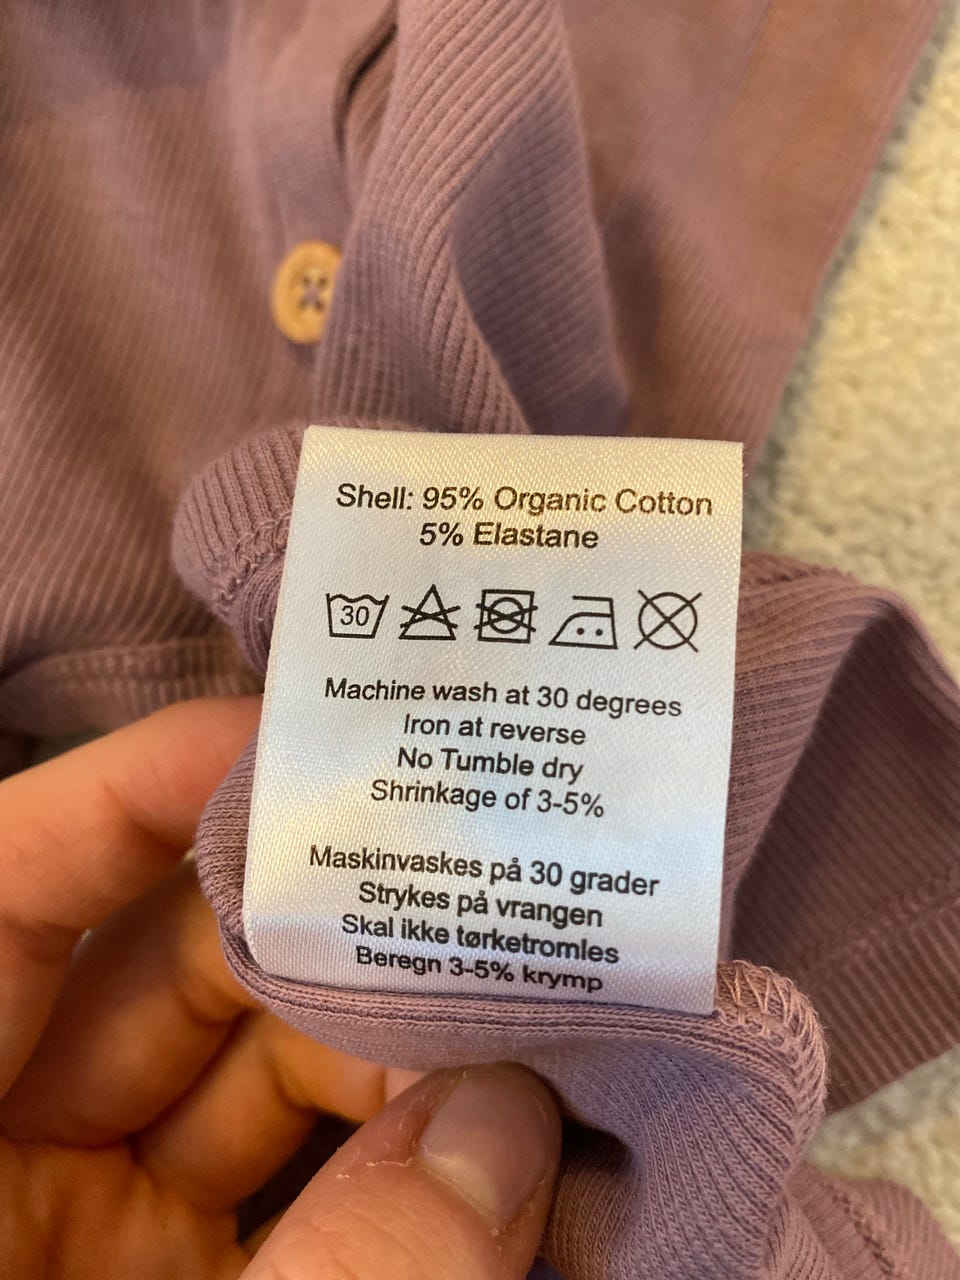 Shell: 95% Organic Cotton
5% Elastane
30
Machine wash at 30 degrees
Iron at reverse
No Tumble dry
Shrinkage of 3-5%
Maskinvaskes på 30 grader
Strykes på vrangen
Skal ikke tørketromles
Beregn 3-5% krymp